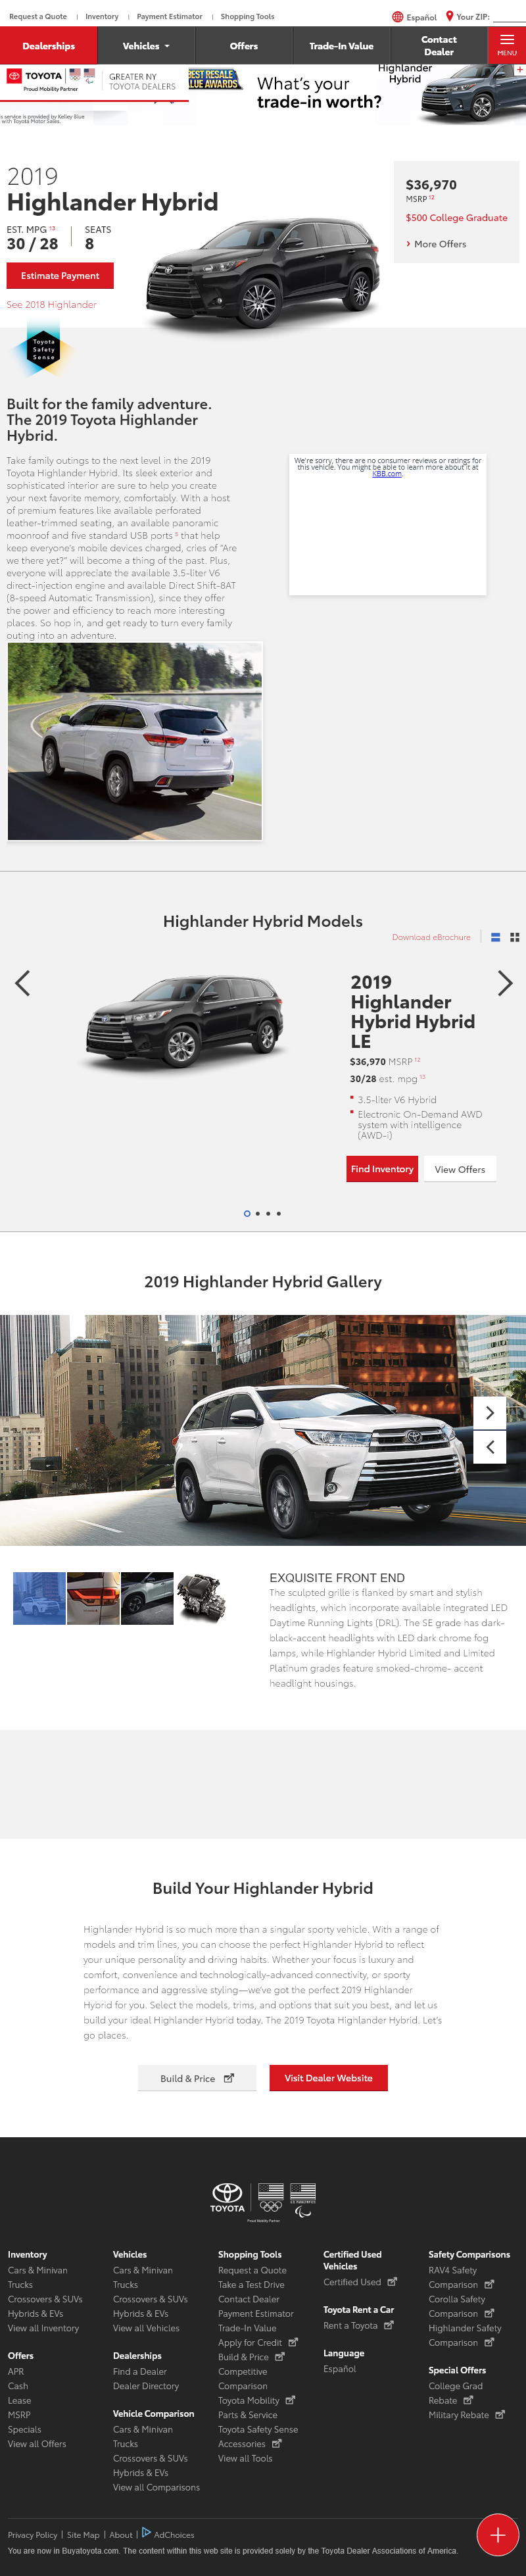 Request a Quote | Inventory | Payment Estimator | Shopping Tools
Español
Your ZIP:
Dealerships
Vehicles
Offers
Trade-In Value
Contact Dealer
MENU
TOYOTA
Proud Mobility Partner
GREATER NY
TOYOTA DEALERS
BEST RESALE
VALUE AWARDS
What's your
trade-in worth?
Highlander
Hybrid
s service is provided by Kelley Blue
with Toyota Motor Sales.
2019
Highlander Hybrid
EST. MPG 13
30 / 28
SEATS
8
Estimate Payment
See 2018 Highlander
$36,970
MSRP 12
$500 College Graduate
More Offers
Toyota
Safety
Sense
Built for the family adventure.
The 2019 Toyota Highlander
Hybrid.
Take family outings to the next level in the 2019
Toyota Highlander Hybrid. Its sleek exterior and
sophisticated interior are sure to help you create
your next favorite memory, comfortably. With a host
of premium features like available perforated
leather-trimmed seating, an available panoramic
moonroof and five standard USB ports 5 that help
keep everyone's mobile devices charged, cries of "Are
we there yet?" will become a thing of the past. Plus,
everyone will appreciate the available 3.5-liter V6
direct-injection engine and available Direct Shift-8AT
(8-speed Automatic Transmission), since they offer
the power and efficiency to reach more interesting
places. So hop in, and get ready to turn every family
outing into an adventure.
We're sorry, there are no consumer reviews or ratings for
this vehicle. You might be able to learn more about it at
KBB.com.
Highlander Hybrid Models
Download eBrochure
2019
Highlander
Hybrid Hybrid
LE
$36,970 MSRP 12
30/28 est. mpg 13
3.5-liter V6 Hybrid
Electronic On-Demand AWD
system with intelligence
(AWD-i)
Find Inventory
View Offers
2019 Highlander Hybrid Gallery
EXQUISITE FRONT END
The sculpted grille is flanked by smart and stylish
headlights, which incorporate available integrated LED
Daytime Running Lights (DRL). The SE grade has dark-
black-accent headlights with LED dark chrome fog
lamps, while Highlander Hybrid Limited and Limited
Platinum grades feature smoked-chrome- accent
headlight housings.
Build Your Highlander Hybrid
Highlander Hybrid is so much more than a singular sporty vehicle. With a range of
models and trim lines, you can choose the perfect Highlander Hybrid to reflect
your unique personality and driving habits. Whether your focus is luxury and
comfort, convenience and technologically-advanced connectivity, or sporty
performance and aggressive styling—we've got the perfect 2019 Highlander
Hybrid for you. Select the models, trims, and options that suit you best, and let us
build your ideal Highlander Hybrid today. The 2019 Toyota Highlander Hybrid. Let's
go places.
Build & Price
Visit Dealer Website
TOYOTA
Proud Mobility Partner
Inventory
Cars & Minivan
Trucks
Crossovers & SUVs
Hybrids & EVs
View all Inventory
Offers
APR
Cash
Lease
MSRP
Specials
View all Offers
Vehicles
Cars & Minivan
Trucks
Crossovers & SUVs
Hybrids & EVs
View all Vehicles
Dealerships
Find a Dealer
Dealer Directory
Vehicle Comparison
Cars & Minivan
Trucks
Crossovers & SUVs
Hybrids & EVs
View all Comparisons
Shopping Tools
Request a Quote
Take a Test Drive
Contact Dealer
Payment Estimator
Trade-In Value
Apply for Credit
Build & Price
Competitive
Comparison
Toyota Mobility
Parts & Service
Toyota Safety Sense
Accessories
View all Tools
Certified Used
Vehicles
Certified Used
Toyota Rent a Car
Rent a Toyota
Language
Español
Safety Comparisons
RAV4 Safety
Comparison
Corolla Safety
Comparison
Highlander Safety
Comparison
Special Offers
College Grad
Rebate
Military Rebate
Privacy Policy | Site Map | About | AdChoices
You are now in Buyatoyota.com. The content within this web site is provided solely by the Toyota Dealer Associations of America.